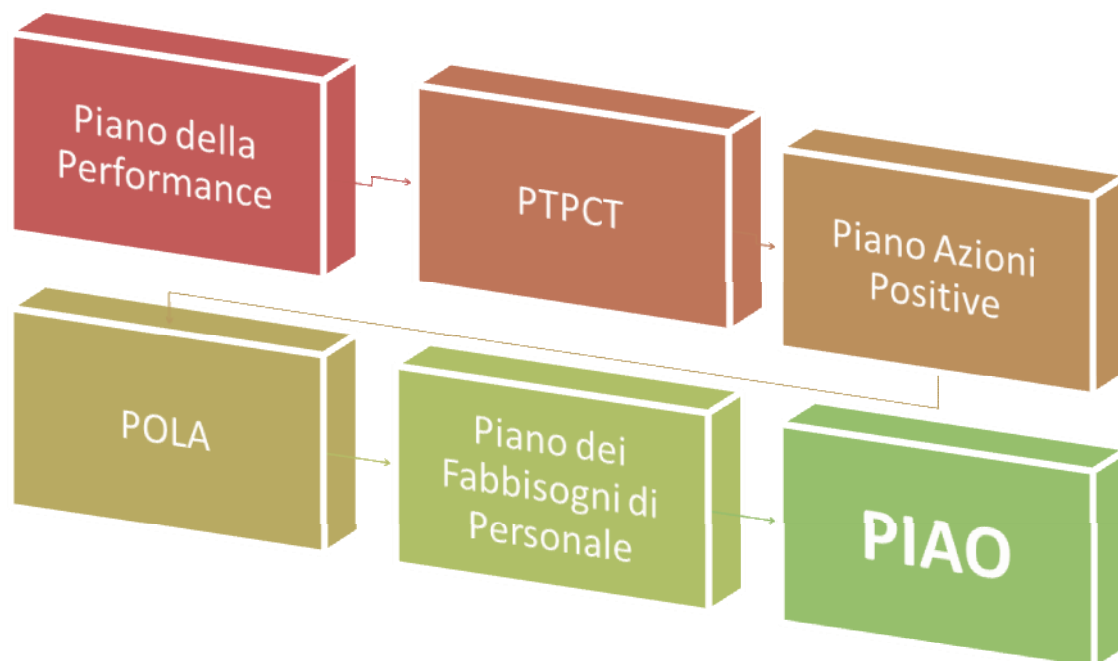 Piano della
Performance
PTPCT
Piano Azioni
Positive
POLA
Piano dei
Fabbisogni di
Personale
PIAO